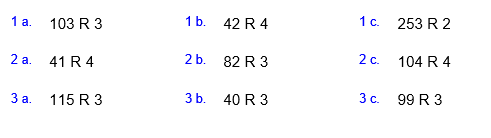 1 a. 103 R 3 1 b. 42 R 4 1 c. 253 R 2
2 a. 41 R 4 2 b. 82 R 3 2 c. 104 R 4
3 a. 115 R 3 3 b. 40 R 3 3 c. 99 R 3